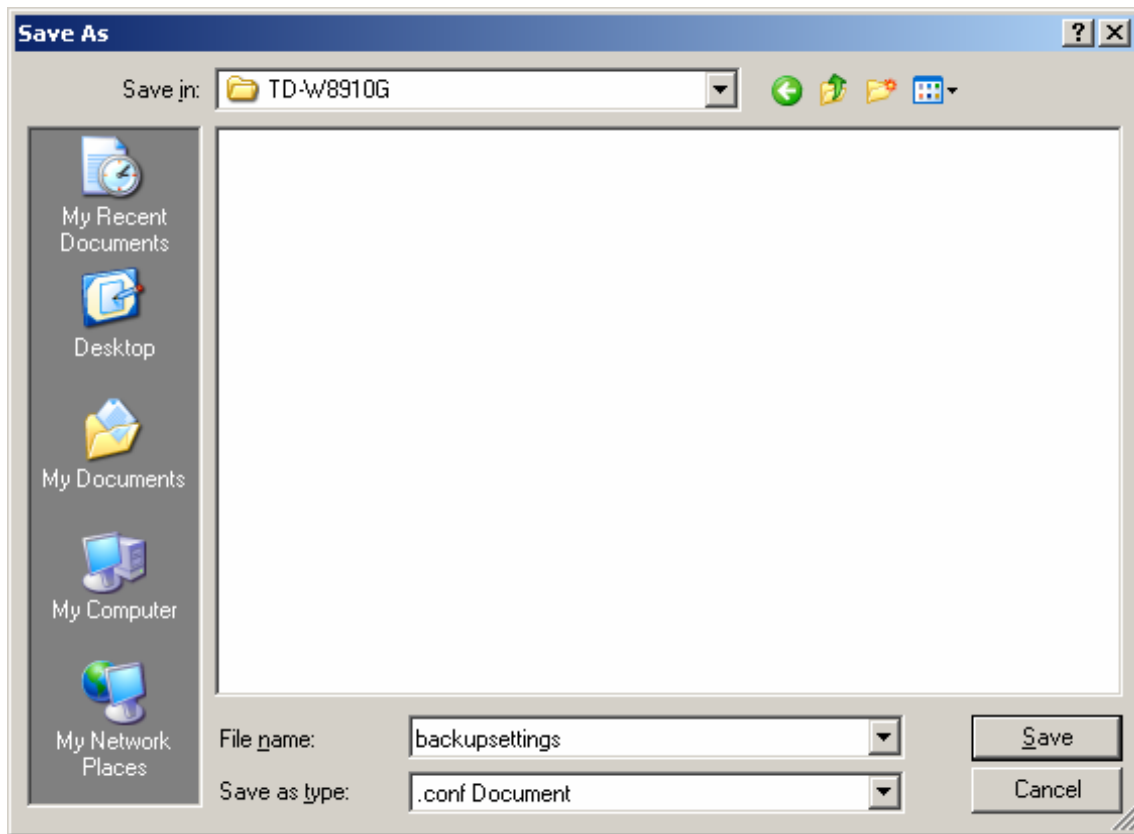 Save As
Save in: TD-W8910G
My Recent
Documents
Desktop
My Documents
My Computer
My Network
Places
File name: backupsettings
Save
Save as type: .conf Document
Cancel